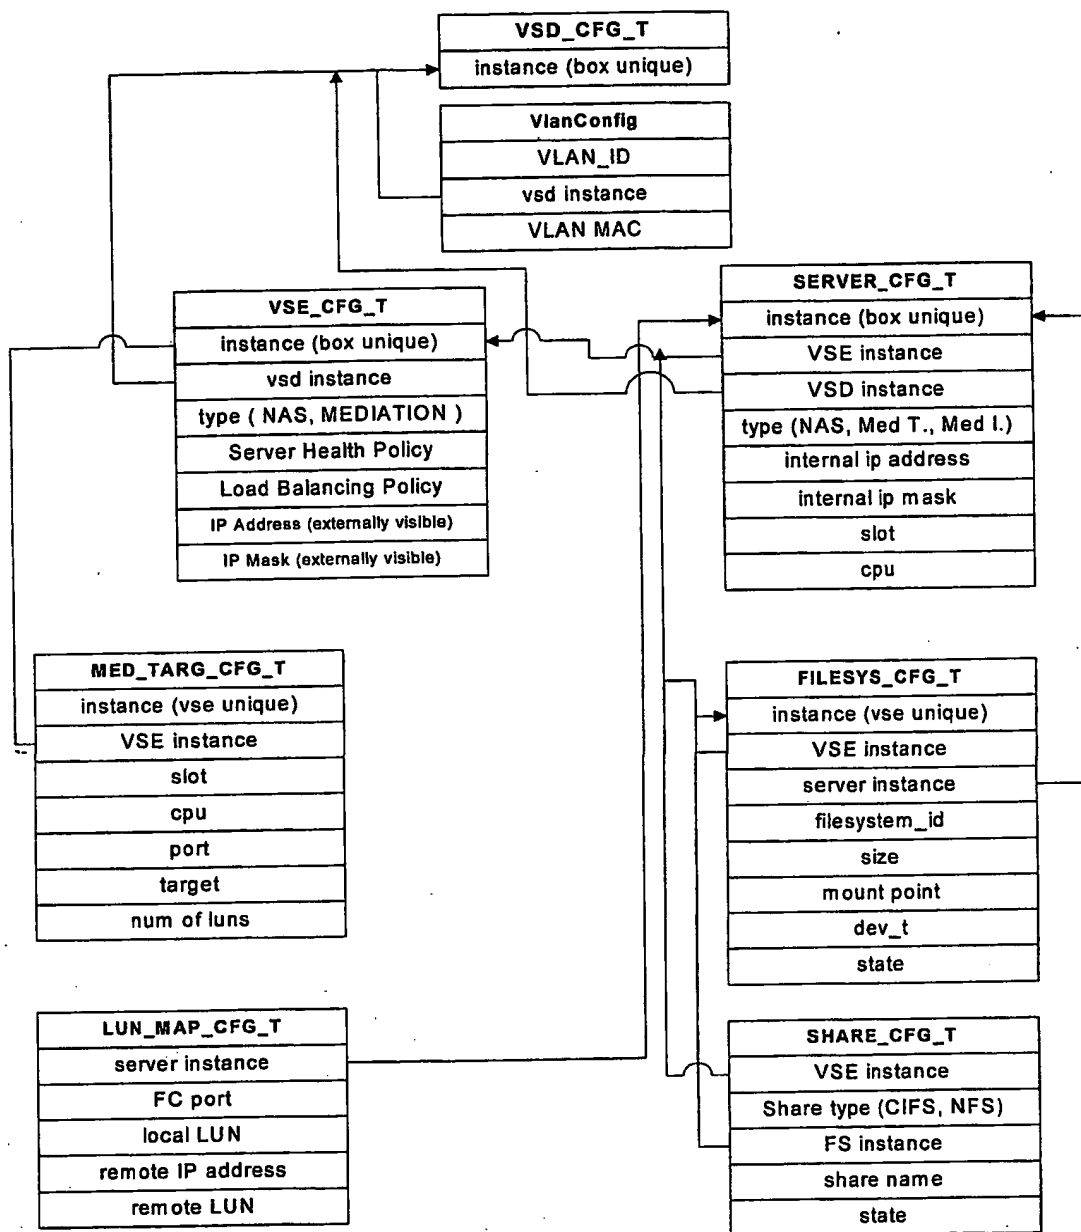 VSD_CFG_T
instance (box unique)
VlanConfig
VLAN_ID
vsd instance
VLAN MAC
VSE_CFG_T
instance (box unique)
vsd instance
type ( NAS, MEDIATION )
Server Health Policy
Load Balancing Policy
IP Address (externally visible)
IP Mask (externally visible)
SERVER_CFG_T
instance (box unique)
VSE instance
VSD instance
type (NAS, Med T., Med I.)
internal ip address
internal ip mask
slot
cpu
MED_TARG_CFG_T
instance (vse unique)
VSE instance
slot
cpu
port
target
num of luns
FILESYS_CFG_T
instance (vse unique)
VSE instance
server instance
filesystem_id
size
mount point
dev_t
state
LUN_MAP_CFG_T
server instance
FC port
local LUN
remote IP address
remote LUN
SHARE_CFG_T
VSE instance
Share type (CIFS, NFS)
FS instance
share name
state